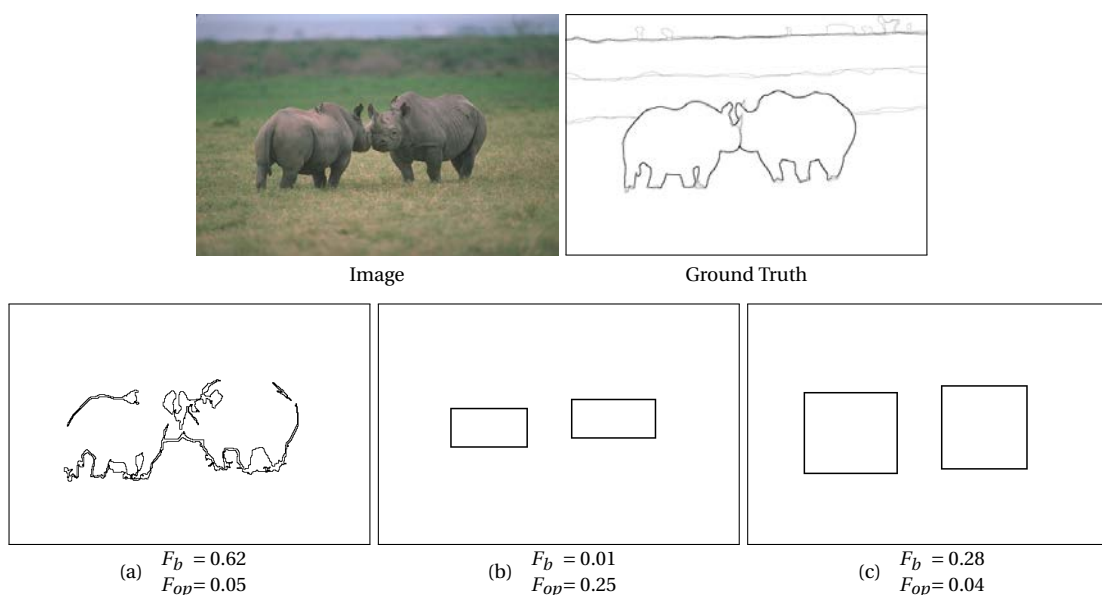 Image
Ground Truth
(a) F_b = 0.62
F_op = 0.05
(b) F_b = 0.01
F_op = 0.25
(c) F_b = 0.28
F_op = 0.04